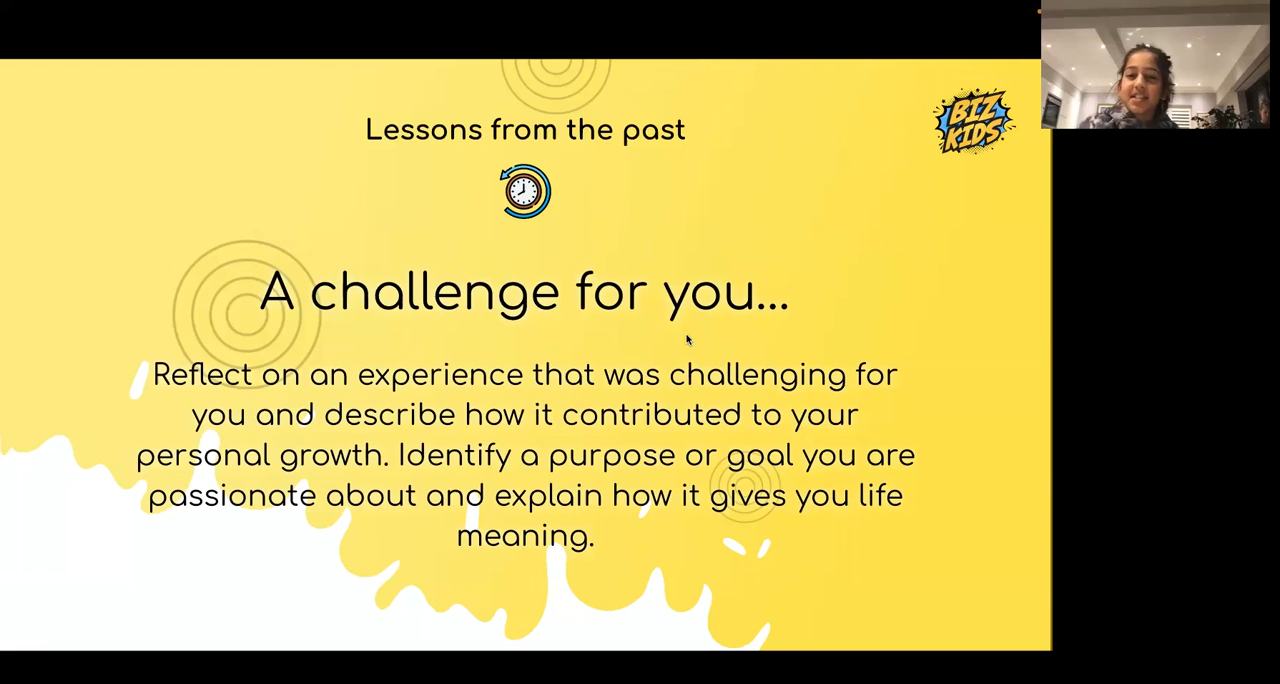 Lessons from the past
BIZ
KIDS
A challenge for you...
Reflect on an experience that was challenging for
you and describe how it contributed to your
personal growth. Identify a purpose or goal you are
passionate about and explain how it gives you life
meaning.